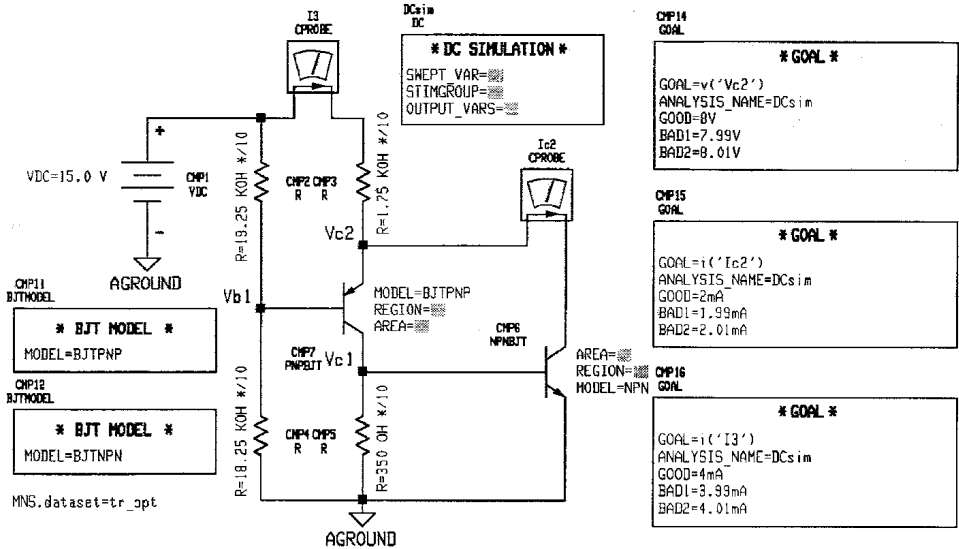 I3
CPROBE
DCsim
DC
* DC SIMULATION *
SWEPT_VAR=
STIMGROUP=
OUTPUT_VARS=
CMP14
GOAL
* GOAL *
GOAL=v('Vc2')
ANALYSIS_NAME=DCsim
GOOD=8V
BAD1=7.99V
BAD2=8.01V
+
VDC=15.0 V
CMP1
VDC
-
AGROUND
R=19.25 KOH */10
CMP2 CMP3
R R
R=1.75 KOH */10
Ic2
CPROBE
Vc2
CMP15
GOAL
* GOAL *
GOAL=i('Ic2')
ANALYSIS_NAME=DCsim
GOOD=2mA
BAD1=1.99mA
BAD2=2.01mA
CMP11
BJTMODEL
* BJT MODEL *
MODEL=BJTPNP
Vb1
MODEL=BJTPNP
REGION=
AREA=
CMP7
PNPBJT
Vc1
CMP6
NPNBJT
AREA=
REGION=
MODEL=NPN
CMP12
BJTMODEL
* BJT MODEL *
MODEL=BJTNPN
R=18.25 KOH */10
CMP4 CMP5
R R
R=350 OH */10
CMP16
GOAL
* GOAL *
GOAL=i('I3')
ANALYSIS_NAME=DCsim
GOOD=4mA
BAD1=3.99mA
BAD2=4.01mA
MNS.dataset=tr_opt
AGROUND